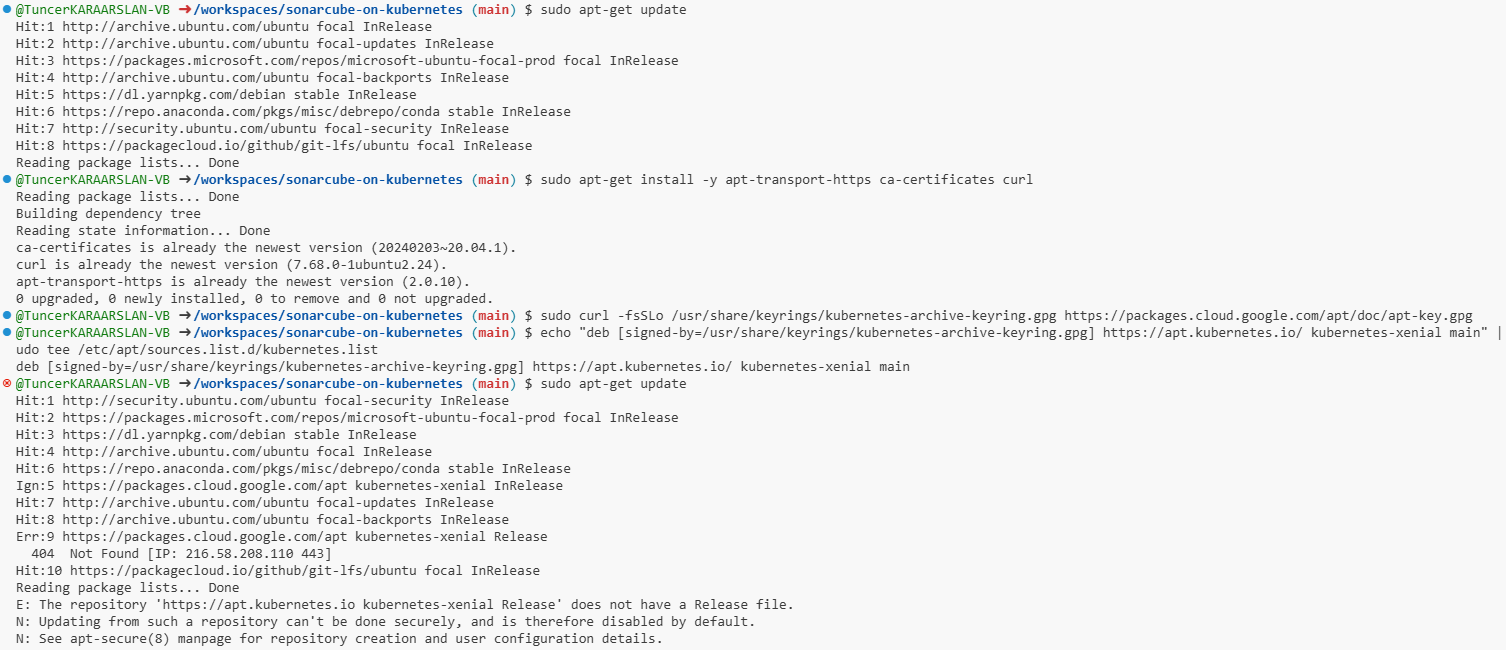 @TuncerKARAARSLAN-VB ➜/workspaces/sonarcube-on-kubernetes (main) $ sudo apt-get update
Hit:1 http://archive.ubuntu.com/ubuntu focal InRelease
Hit:2 http://archive.ubuntu.com/ubuntu focal-updates InRelease
Hit:3 https://packages.microsoft.com/repos/microsoft-ubuntu-focal-prod focal InRelease
Hit:4 http://archive.ubuntu.com/ubuntu focal-backports InRelease
Hit:5 https://dl.yarnpkg.com/debian stable InRelease
Hit:6 https://repo.anaconda.com/pkgs/misc/debrepo/conda stable InRelease
Hit:7 http://security.ubuntu.com/ubuntu focal-security InRelease
Hit:8 https://packagecloud.io/github/git-lfs/ubuntu focal InRelease
Reading package lists... Done
@TuncerKARAARSLAN-VB ➜/workspaces/sonarcube-on-kubernetes (main) $ sudo apt-get install -y apt-transport-https ca-certificates curl
Reading package lists... Done
Building dependency tree
Reading state information... Done
ca-certificates is already the newest version (20240203~20.04.1).
curl is already the newest version (7.68.0-1ubuntu2.24).
apt-transport-https is already the newest version (2.0.10).
0 upgraded, 0 newly installed, 0 to remove and 0 not upgraded.
@TuncerKARAARSLAN-VB ➜/workspaces/sonarcube-on-kubernetes (main) $ sudo curl -fsSLo /usr/share/keyrings/kubernetes-archive-keyring.gpg https://packages.cloud.google.com/apt/doc/apt-key.gpg
@TuncerKARAARSLAN-VB ➜/workspaces/sonarcube-on-kubernetes (main) $ echo "deb [signed-by=/usr/share/keyrings/kubernetes-archive-keyring.gpg] https://apt.kubernetes.io/ kubernetes-xenial main" |
udo tee /etc/apt/sources.list.d/kubernetes.list
deb [signed-by=/usr/share/keyrings/kubernetes-archive-keyring.gpg] https://apt.kubernetes.io/ kubernetes-xenial main
@TuncerKARAARSLAN-VB ➜/workspaces/sonarcube-on-kubernetes (main) $ sudo apt-get update
Hit:1 http://security.ubuntu.com/ubuntu focal-security InRelease
Hit:2 https://packages.microsoft.com/repos/microsoft-ubuntu-focal-prod focal InRelease
Hit:3 https://dl.yarnpkg.com/debian stable InRelease
Hit:4 http://archive.ubuntu.com/ubuntu focal InRelease
Hit:6 https://repo.anaconda.com/pkgs/misc/debrepo/conda stable InRelease
Ign:5 https://packages.cloud.google.com/apt kubernetes-xenial InRelease
Hit:7 http://archive.ubuntu.com/ubuntu focal-updates InRelease
Hit:8 http://archive.ubuntu.com/ubuntu focal-backports InRelease
Err:9 https://packages.cloud.google.com/apt kubernetes-xenial Release
  404  Not Found [IP: 216.58.208.110 443]
Hit:10 https://packagecloud.io/github/git-lfs/ubuntu focal InRelease
Reading package lists... Done
E: The repository 'https://apt.kubernetes.io kubernetes-xenial Release' does not have a Release file.
N: Updating from such a repository can't be done securely, and is therefore disabled by default.
N: See apt-secure(8) manpage for repository creation and user configuration details.